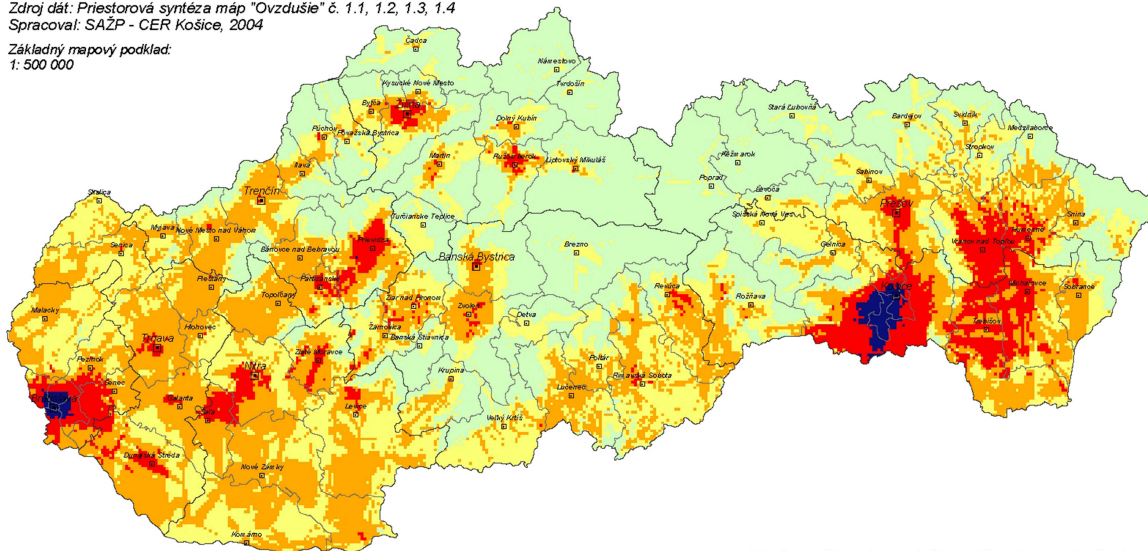 Zdroj dát: Priestorová syntéza máp "Ovzdušie" č. 1.1, 1.2, 1.3, 1.4
Spracoval: SAŽP - CER Košice, 2004
Základný mapový podklad:
1: 500 000
Čadca
Námestovo
Tvrdošín
Kysucké Nové Mesto
Bytča
Žilina
Dolný Kubín
Púchov
Považská Bystrica
Martin
Ružomberok
Liptovský Mikuláš
Ilava
Stará Ľubovňa
Bardejov
Svidník
Medzilaborce
Stropkov
Kežmarok
Poprad
Sabinov
Levoča
Prešov
Spišská Nová Ves
Snina
Humenné
Vranov nad Topľou
Gelnica
Skalica
Trenčín
Myjava
Nové Mesto nad Váhom
Senica
Turčianske Teplice
Prievidza
Bánovce nad Bebravou
Banská Bystrica
Brezno
Piešťany
Partizánske
Topoľčany
Žiar nad Hronom
Zvolen
Detva
Revúca
Rožňava
Košice
Michalovce
Sobrance
Trebišov
Malacky
Hlohovec
Trnava
Žarnovica
Banská Štiavnica
Pezinok
Zlaté Moravce
Nitra
Krupina
Poltár
Rimavská Sobota
Lučenec
Senec
Bratislava
Galanta
Šaľa
Levice
Veľký Krtíš
Dunajská Streda
Nové Zámky
Komárno